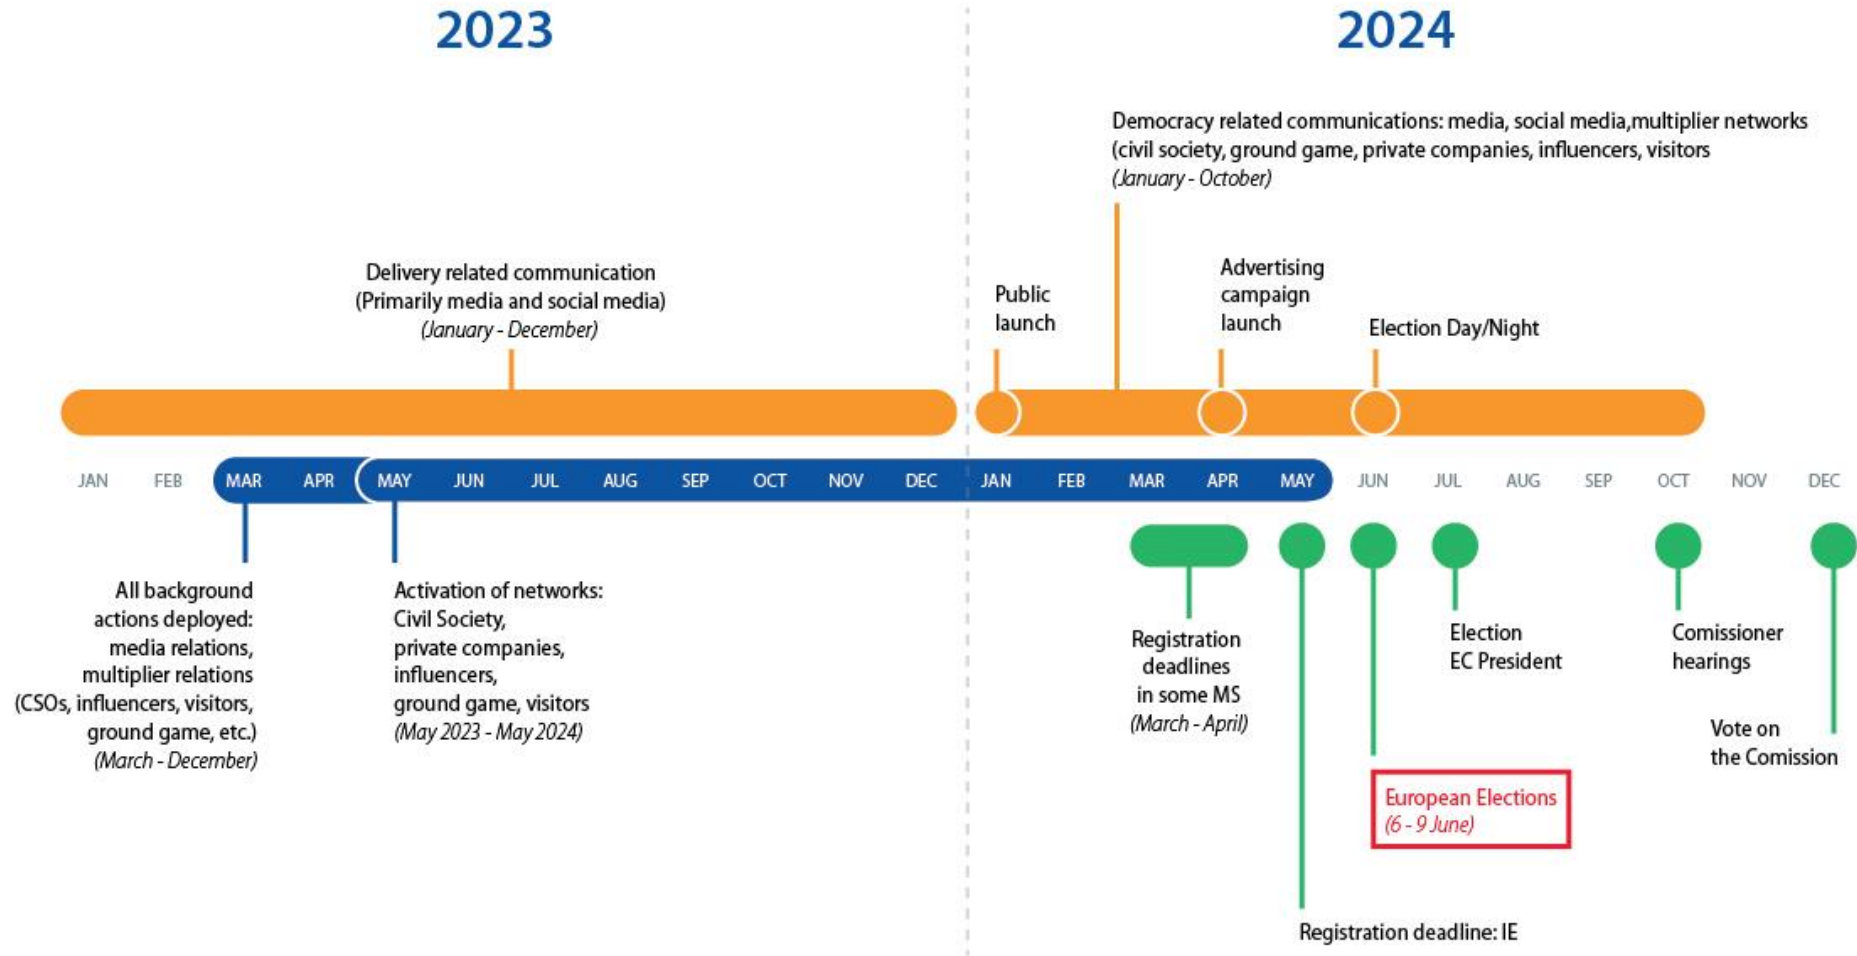 2023
2024
Democracy related communications: media, social media,multiplier networks
(civil society, ground game, private companies, influencers, visitors
(January - October)
Delivery related communication
(Primarily media and social media)
(January - December)
Public
launch
Advertising
campaign
launch
Election Day/Night
JAN FEB MAR APR MAY JUN JUL AUG SEP OCT NOV DEC JAN FEB MAR APR MAY JUN JUL AUG SEP OCT NOV DEC
All background
actions deployed:
media relations,
multiplier relations
(CSOs, influencers, visitors,
ground game, etc.)
(March - December)
Activation of networks:
Civil Society,
private companies,
influencers,
ground game, visitors
(May 2023 - May 2024)
Registration
deadlines
in some MS
(March - April)
Registration deadline: IE
European Elections
(6 - 9 June)
Election
EC President
Comissioner
hearings
Vote on
the Comission